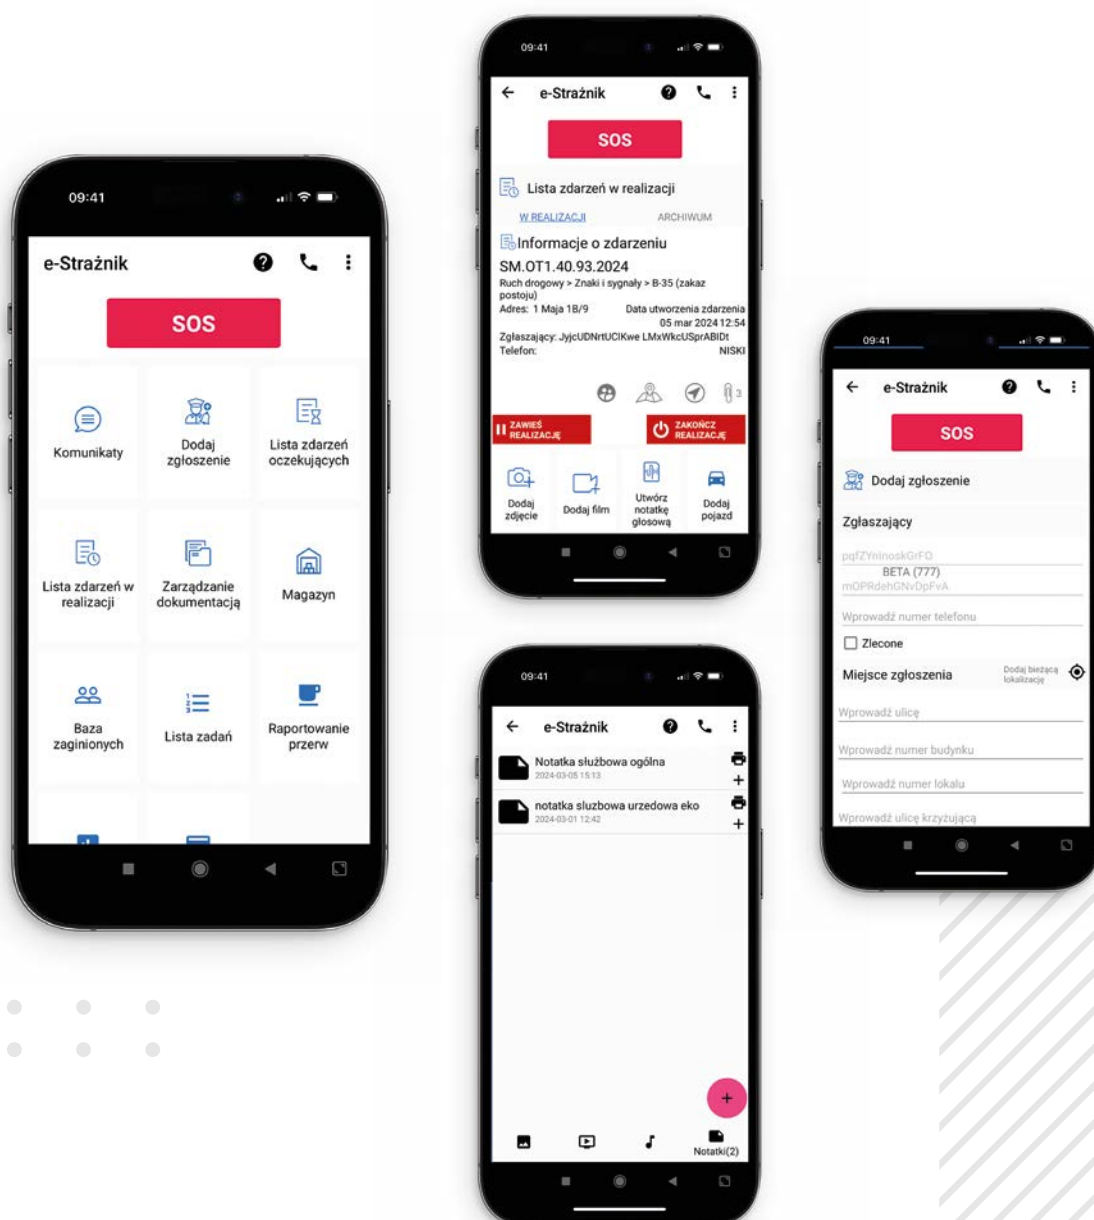 09:41
e-Strażnik
SOS
Komunikaty
Dodaj
zgłoszenie
Lista zdarzeń
oczekujących
Lista zdarzeń w
realizacji
Zarządzanie
dokumentacją
Magazyn
Baza
zaginionych
Lista zadań
Raportowanie
przerw
09:41
e-Strażnik
SOS
Lista zdarzeń w realizacji
W REALIZACJI
ARCHIWUM
Informacje o zdarzeniu
SM.OT1.40.93.2024
Ruch drogowy > Znaki i sygnały > B-35 (zakaz
postoju)
Adres: 1 Maja 1B/9
Data utworzenia zdarzenia
05 mar 2024 12:54
Zgłaszający: JyjcUDNrtUClKwe LMxWkcUSprABlDt
Telefon:
NISKI
3
ZAWIEŚ
REALIZACJĘ
ZAKOŃCZ
REALIZACJĘ
Dodaj
zdjęcie
Dodaj film
Utwórz
notatkę
głosową
Dodaj
pojazd
09:41
e-Strażnik
Notatka służbowa ogólna
2024-03-05 15:13
notatka sluzbowa urzedowa eko
2024-03-01 12:42
Notatki(2)
09:41
e-Strażnik
SOS
Dodaj zgłoszenie
Zgłaszający
pqfZYnInoskGrFO
BETA (777)
mOPRdehGNvDpFvA
Wprowadź numer telefonu
Zlecone
Miejsce zgłoszenia
Dodaj bieżącą
lokalizację
Wprowadź ulicę
Wprowadź numer budynku
Wprowadź numer lokalu
Wprowadź ulicę krzyżującą